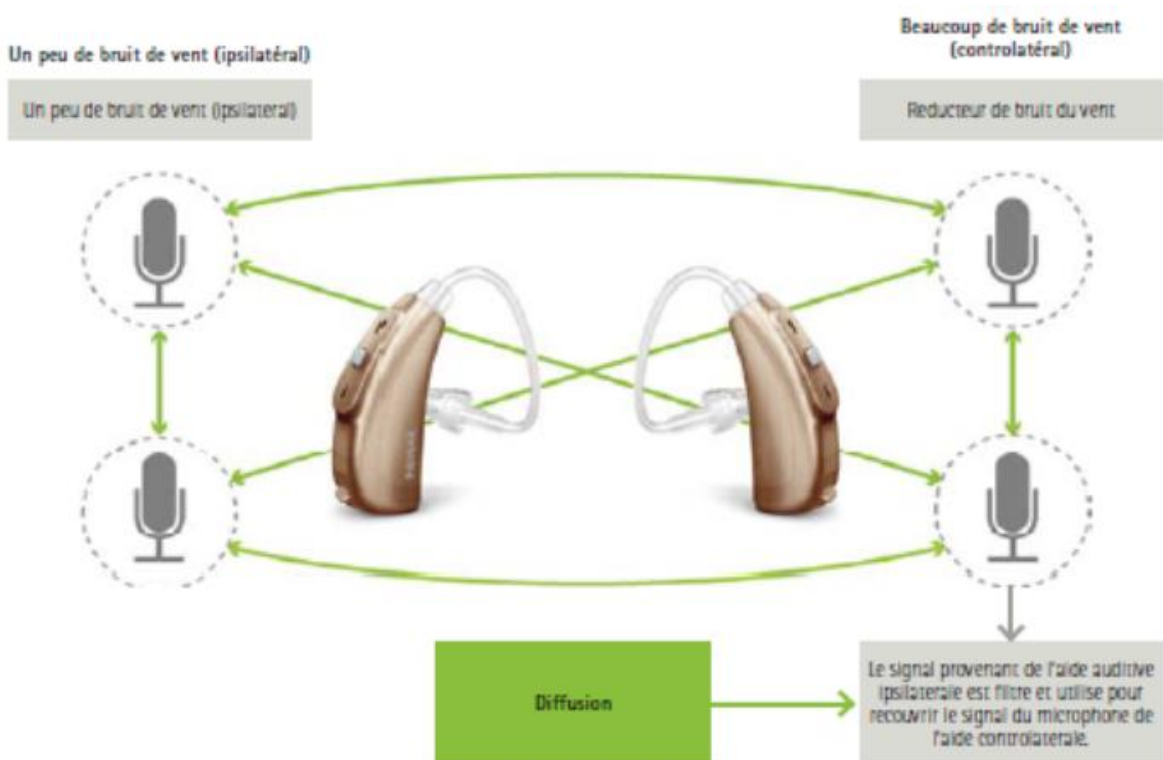 Un peu de bruit de vent (ipsilatéral)
Beaucoup de bruit de vent
(controlatéral)
Un peu de bruit de vent (ipsilateral)
Reducteur de bruit du vent
Diffusion
Le signal provenant de l'aide auditive
ipsilaterale est filtre et utilise pour
recouvrir le signal du microphone de
l'aide controlaterale.